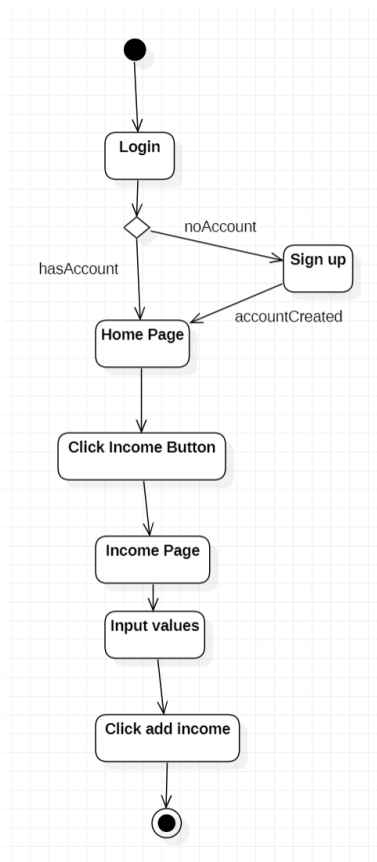 Login
noAccount
Sign up
hasAccount
accountCreated
Home Page
Click Income Button
Income Page
Input values
Click add income